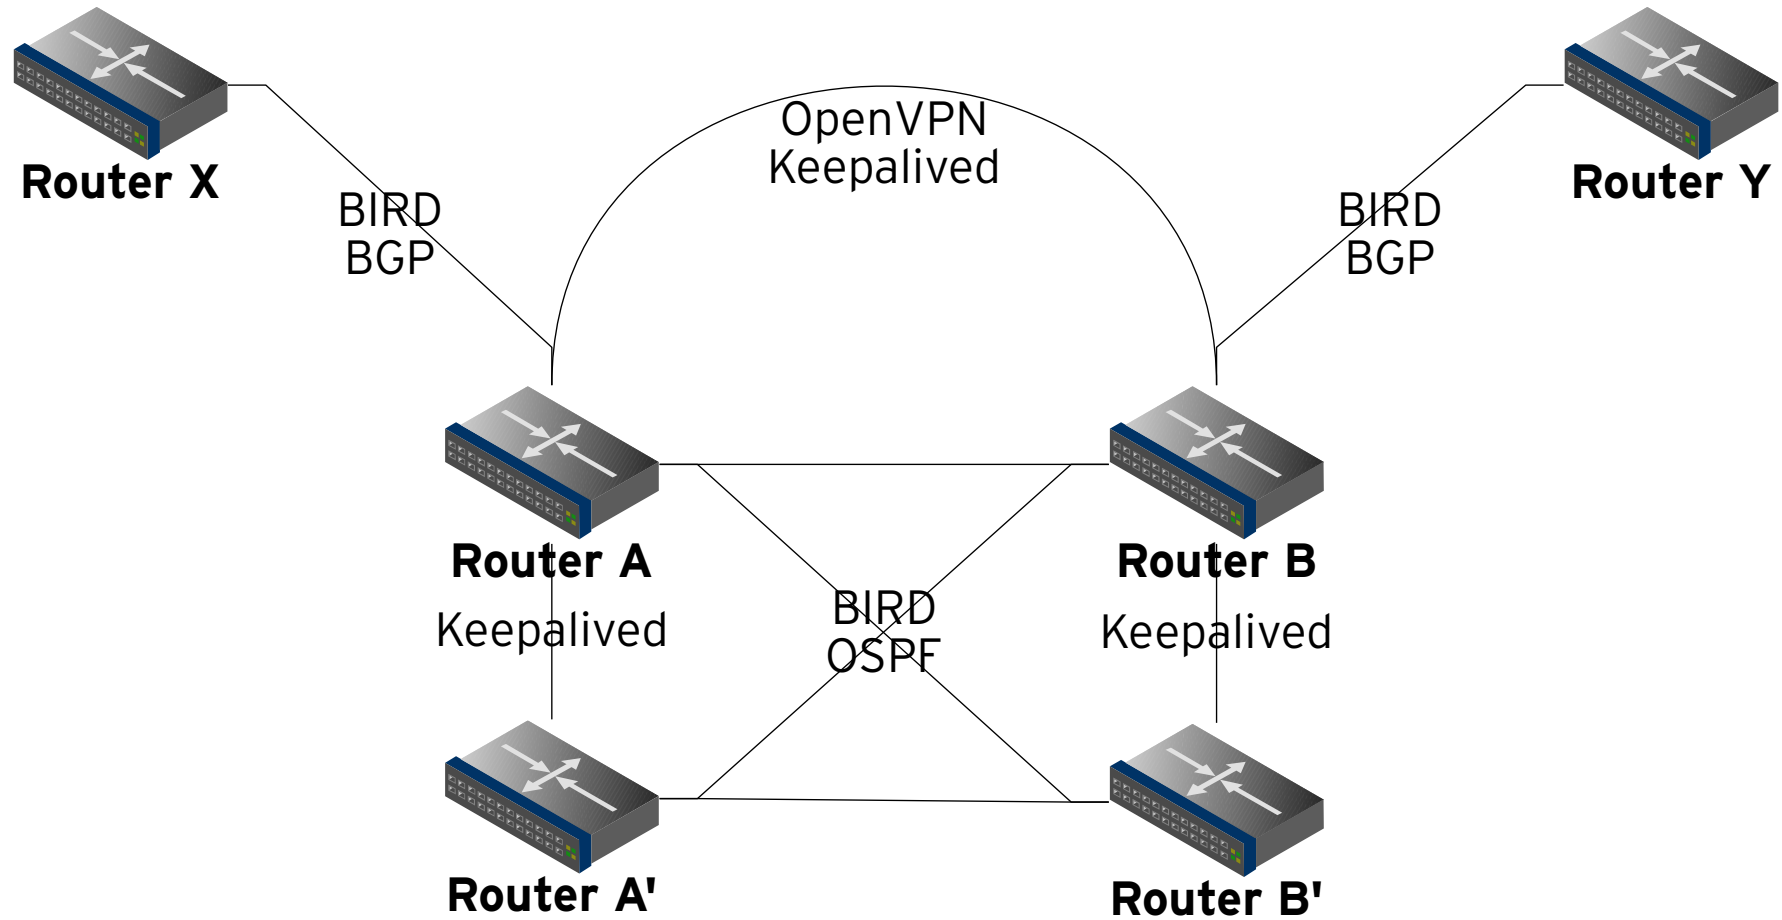 OpenVPN
Keepalived
Router X
Router Y
BIRD
BGP
BIRD
BGP
Router A
Router B
Keepalived
BIRD
OSPF
Keepalived
Router A'
Router B'